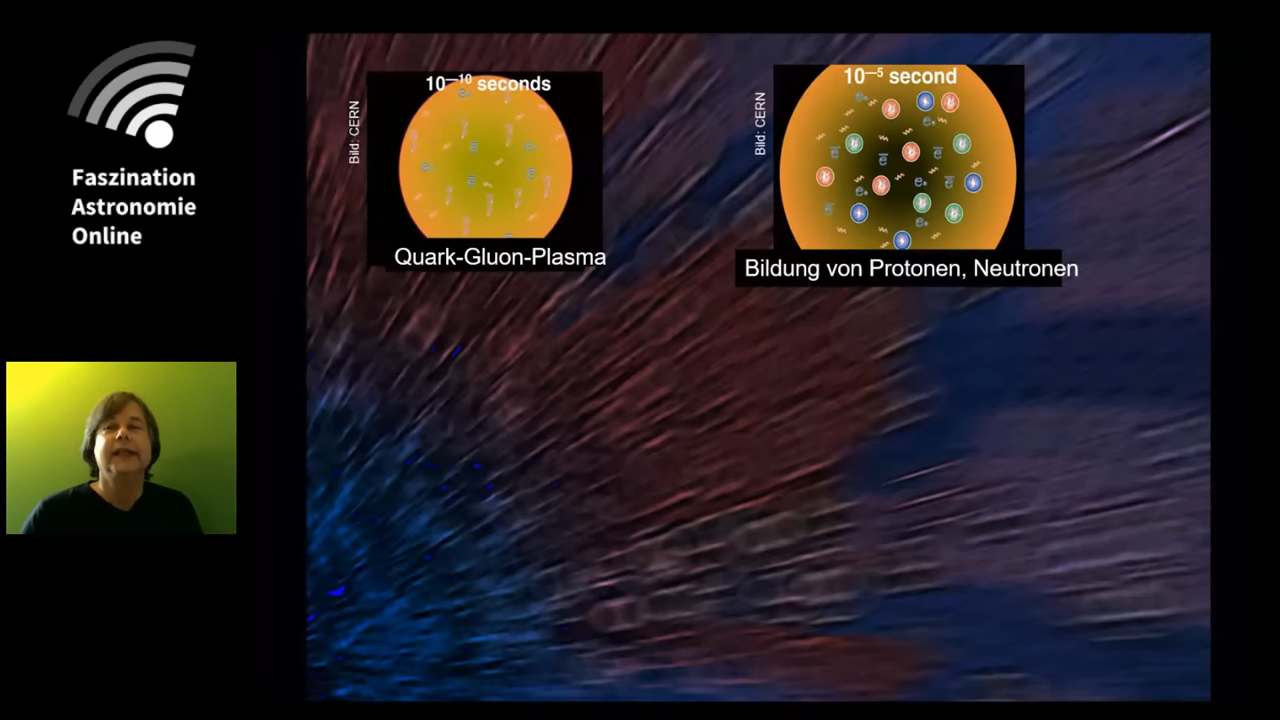 Faszination
Astronomie
Online
Bild: CERN
10—10 seconds
Quark-Gluon-Plasma
Bild: CERN
10—5 second
Bildung von Protonen, Neutronen